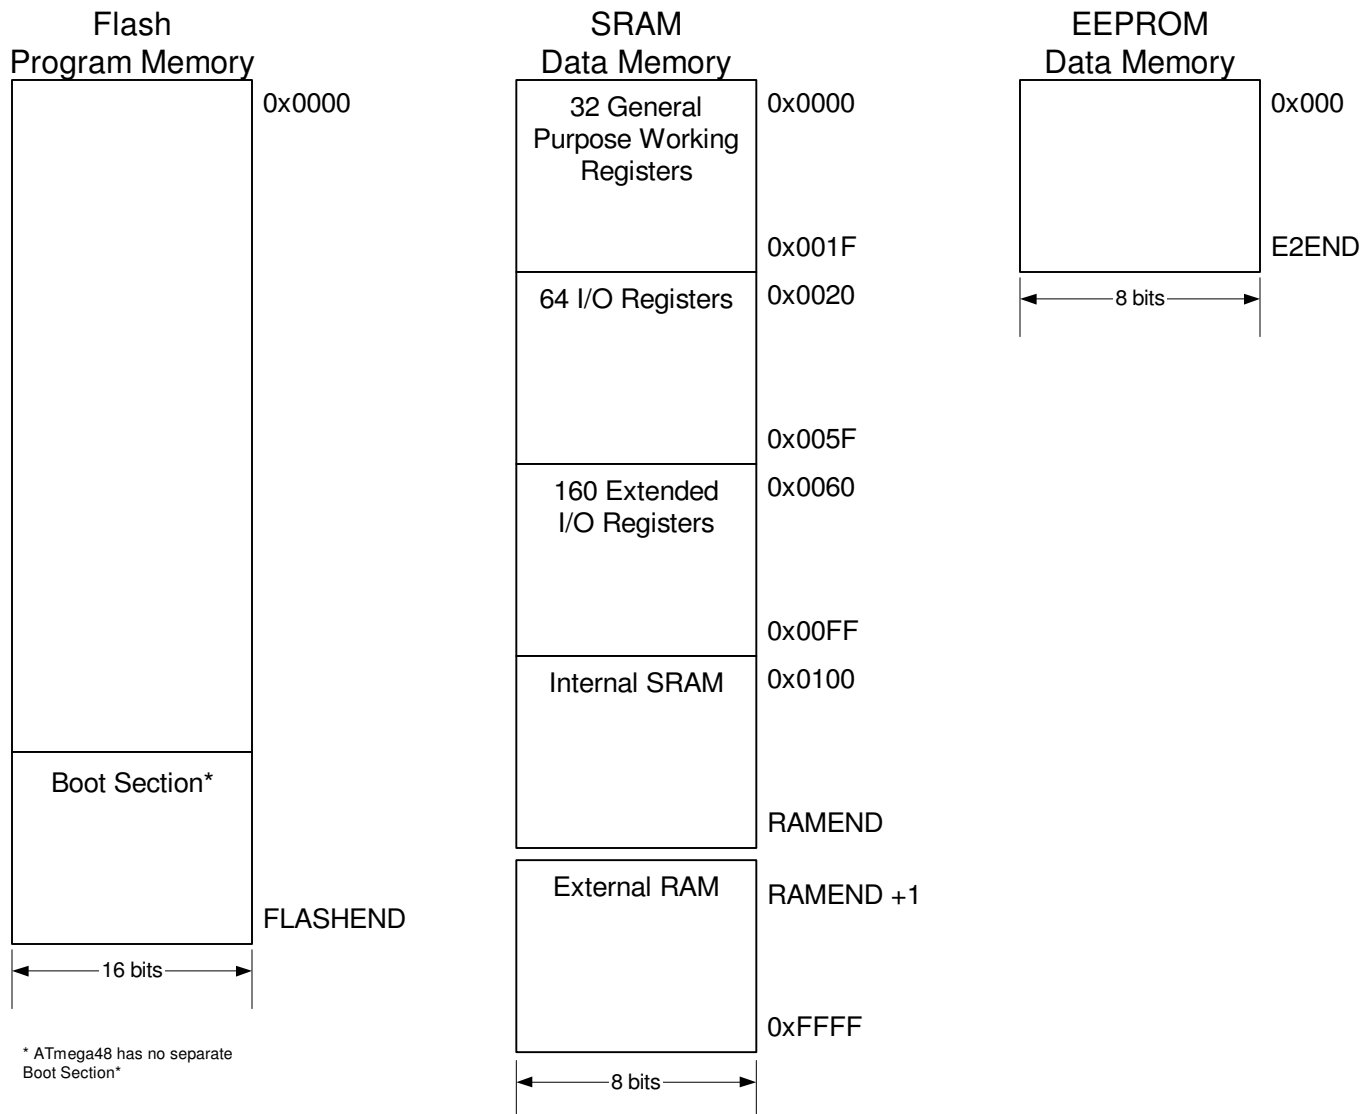 Flash
Program Memory
0x0000
Boot Section*
FLASHEND
16 bits
* ATmega48 has no separate
Boot Section*
SRAM
Data Memory
32 General
Purpose Working
Registers
0x0000
0x001F
64 I/O Registers
0x0020
0x005F
160 Extended
I/O Registers
0x0060
0x00FF
Internal SRAM
0x0100
RAMEND
External RAM
RAMEND +1
0xFFFF
8 bits
EEPROM
Data Memory
0x000
E2END
8 bits